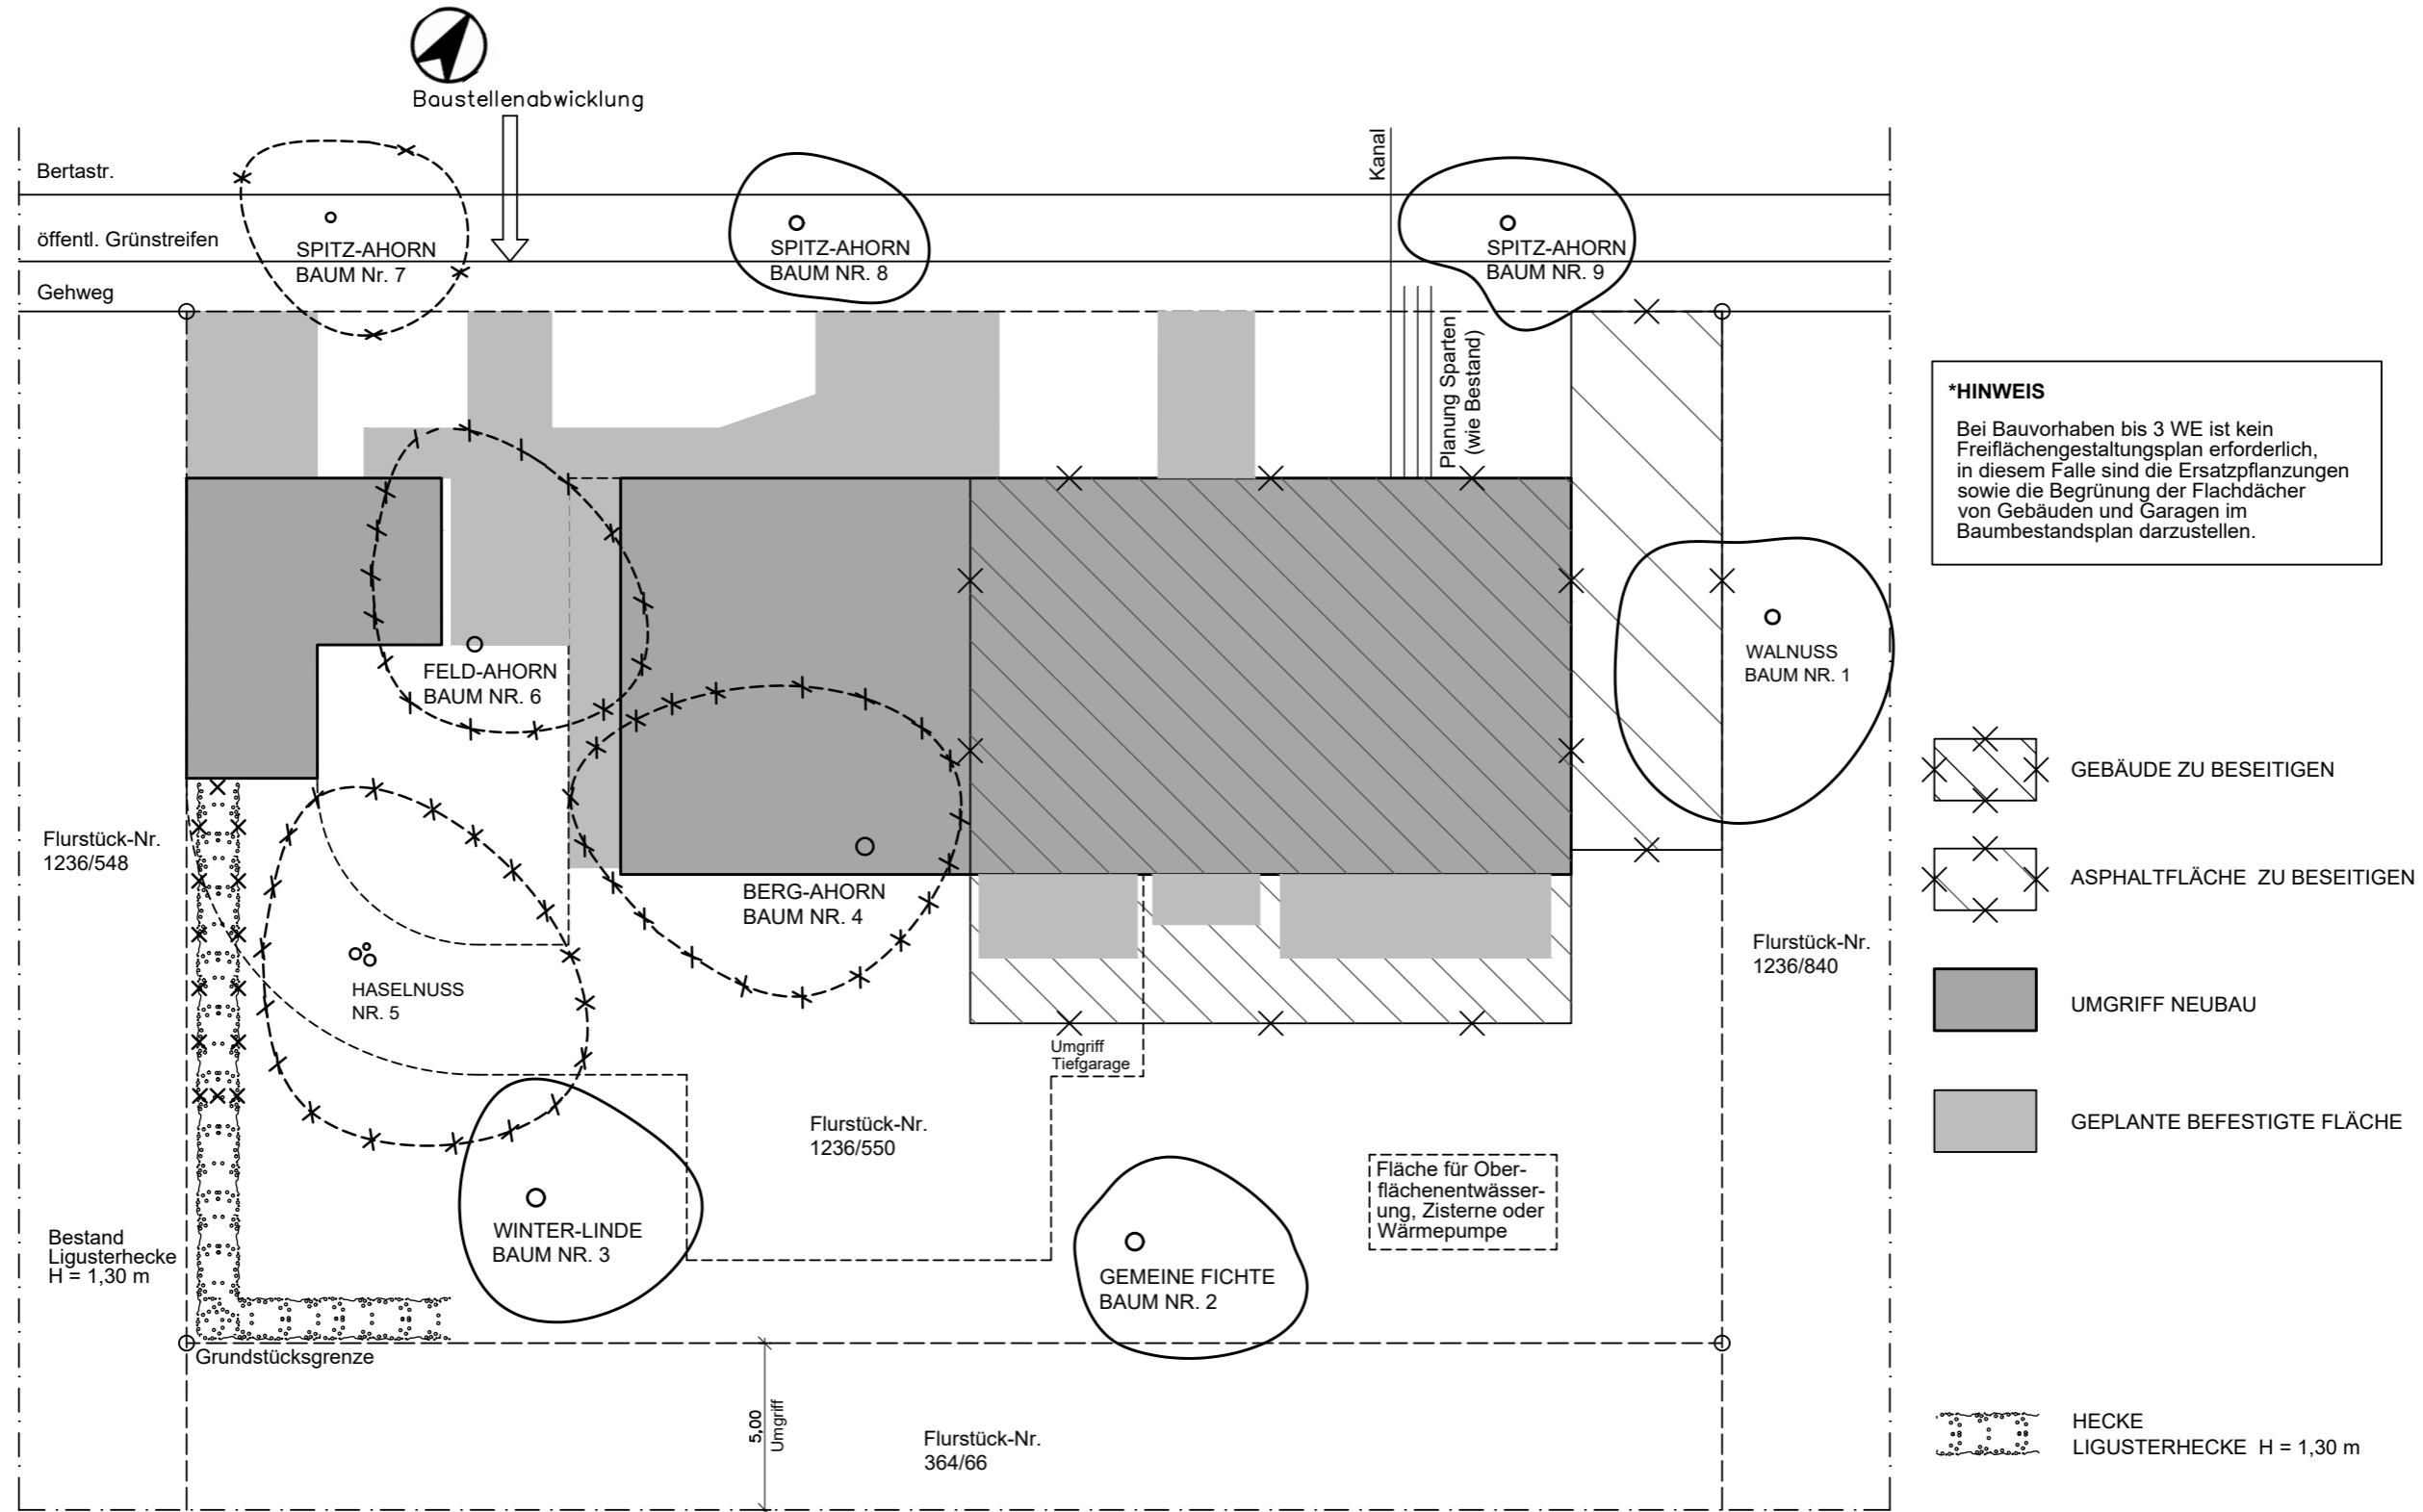 Baustellenabwicklung
Bertastr.
öffentl. Grünstreifen
Gehweg
SPITZ-AHORN
BAUM Nr. 7
SPITZ-AHORN
BAUM NR. 8
Kanal
SPITZ-AHORN
BAUM NR. 9
Planung Sparten
(wie Bestand)
*HINWEIS
Bei Bauvorhaben bis 3 WE ist kein
Freiflächengestaltungsplan erforderlich,
in diesem Falle sind die Ersatzpflanzungen
sowie die Begrünung der Flachdächer
von Gebäuden und Garagen im
Baumbestandsplan darzustellen.
FELD-AHORN
BAUM NR. 6
WALNUSS
BAUM NR. 1
GEBÄUDE ZU BESEITIGEN
Flurstück-Nr.
1236/548
BERG-AHORN
BAUM NR. 4
ASPHALTFLÄCHE ZU BESEITIGEN
Flurstück-Nr.
1236/840
HASELNUSS
NR. 5
UMGRIFF NEUBAU
Umgriff
Tiefgarage
Flurstück-Nr.
1236/550
GEPLANTE BEFESTIGTE FLÄCHE
Fläche für Ober-
flächenentwässer-
ung, Zisterne oder
Wärmepumpe
Bestand
Ligusterhecke
H = 1,30 m
WINTER-LINDE
BAUM NR. 3
GEMEINE FICHTE
BAUM NR. 2
Grundstücksgrenze
5,00
Umgriff
Flurstück-Nr.
364/66
HECKE
LIGUSTERHECKE H = 1,30 m